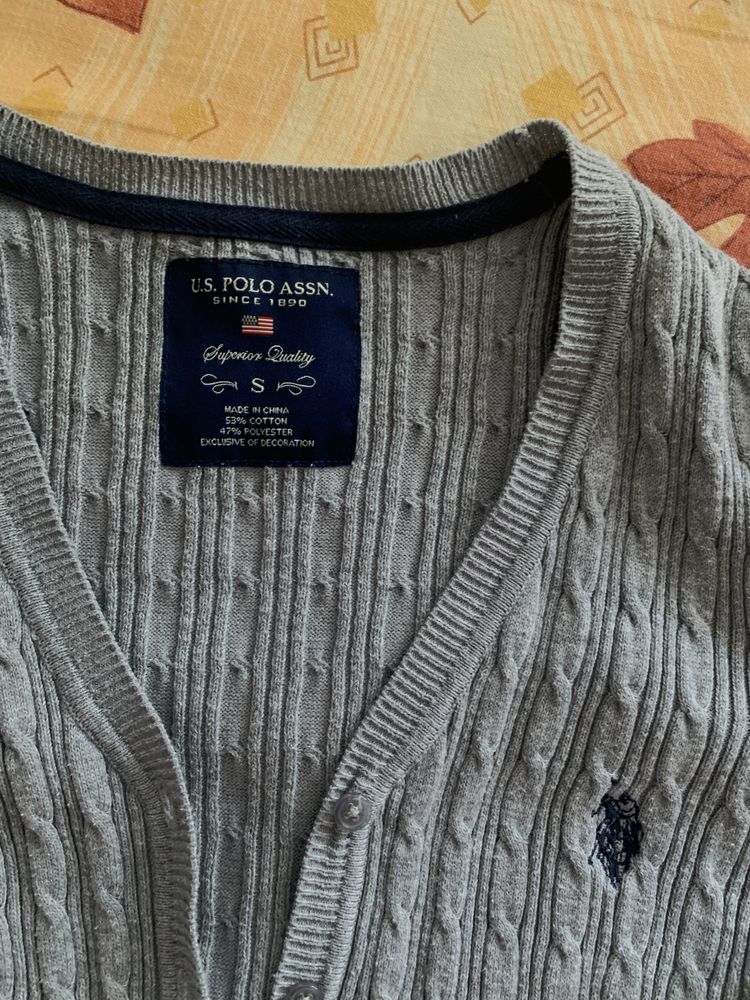 U.S. POLO ASSN.
SINCE 1890
Superior Quality
S
MADE IN CHINA
53% COTTON
47% POLYESTER
EXCLUSIVE OF DECORATION